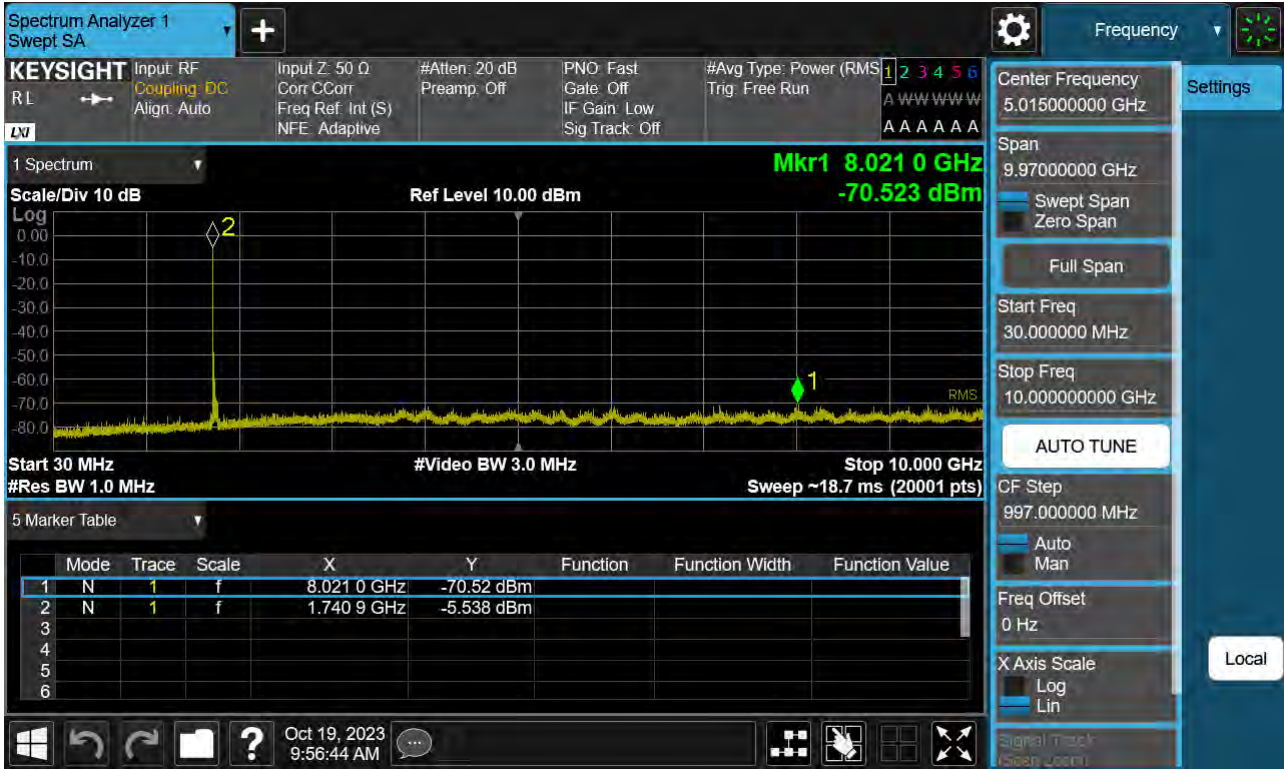 Spectrum Analyzer 1
Swept SA
+
Frequency
KEYSIGHT
RL
LXI
Input: RF
Coupling: DC
Align: Auto
Input Z: 50 Ω
Corr CCorr
Freq Ref: Int (S)
NFE: Adaptive
#Atten: 20 dB
Preamp: Off
PNO: Fast
Gate: Off
IF Gain: Low
Sig Track: Off
#Avg Type: Power (RMS
Trig: Free Run
1 2 3 4 5 6
A W W W W W
A A A A A A
1 Spectrum
Scale/Div 10 dB
Ref Level 10.00 dBm
Mkr1 8.021 0 GHz
-70.523 dBm
Log
0.00
-10.0
-20.0
-30.0
-40.0
-50.0
-60.0
-70.0
-80.0
2
1
RMS
Start 30 MHz
#Video BW 3.0 MHz
Stop 10.000 GHz
#Res BW 1.0 MHz
Sweep ~18.7 ms (20001 pts)
5 Marker Table
Mode Trace Scale X Y Function Function Width Function Value
1 N 1 f 8.021 0 GHz -70.52 dBm
2 N 1 f 1.740 9 GHz -5.538 dBm
3
4
5
6
Center Frequency
5.015000000 GHz
Span
9.97000000 GHz
Swept Span
Zero Span
Full Span
Start Freq
30.000000 MHz
Stop Freq
10.000000000 GHz
AUTO TUNE
CF Step
997.000000 MHz
Auto
Man
Freq Offset
0 Hz
X Axis Scale
Log
Lin
Signal Track
(Span Zoom)
Settings
Local
?
Oct 19, 2023
9:56:44 AM